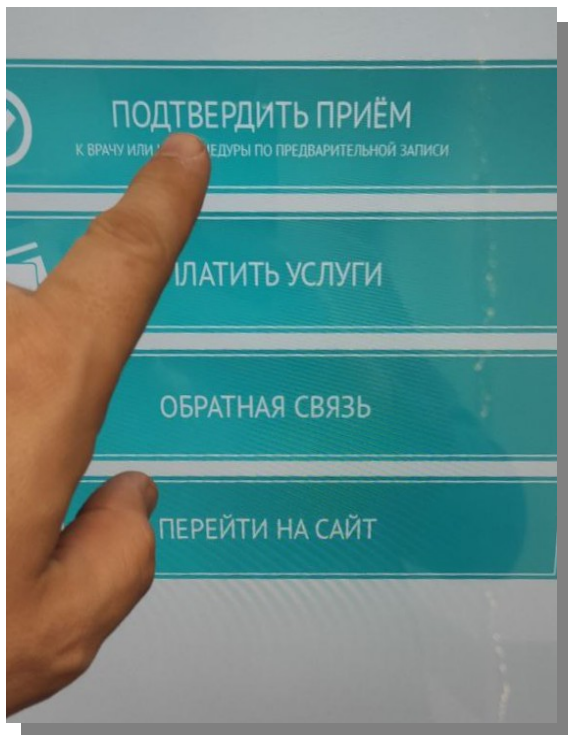 ПОДТВЕРДИТЬ ПРИЁМ
К ВРАЧУ ИЛИ ПО ПРЕДВАРИТЕЛЬНОЙ ЗАПИСИ
УСЛУГИ
ОБРАТНАЯ СВЯЗЬ
ПЕРЕЙТИ НА САЙТ